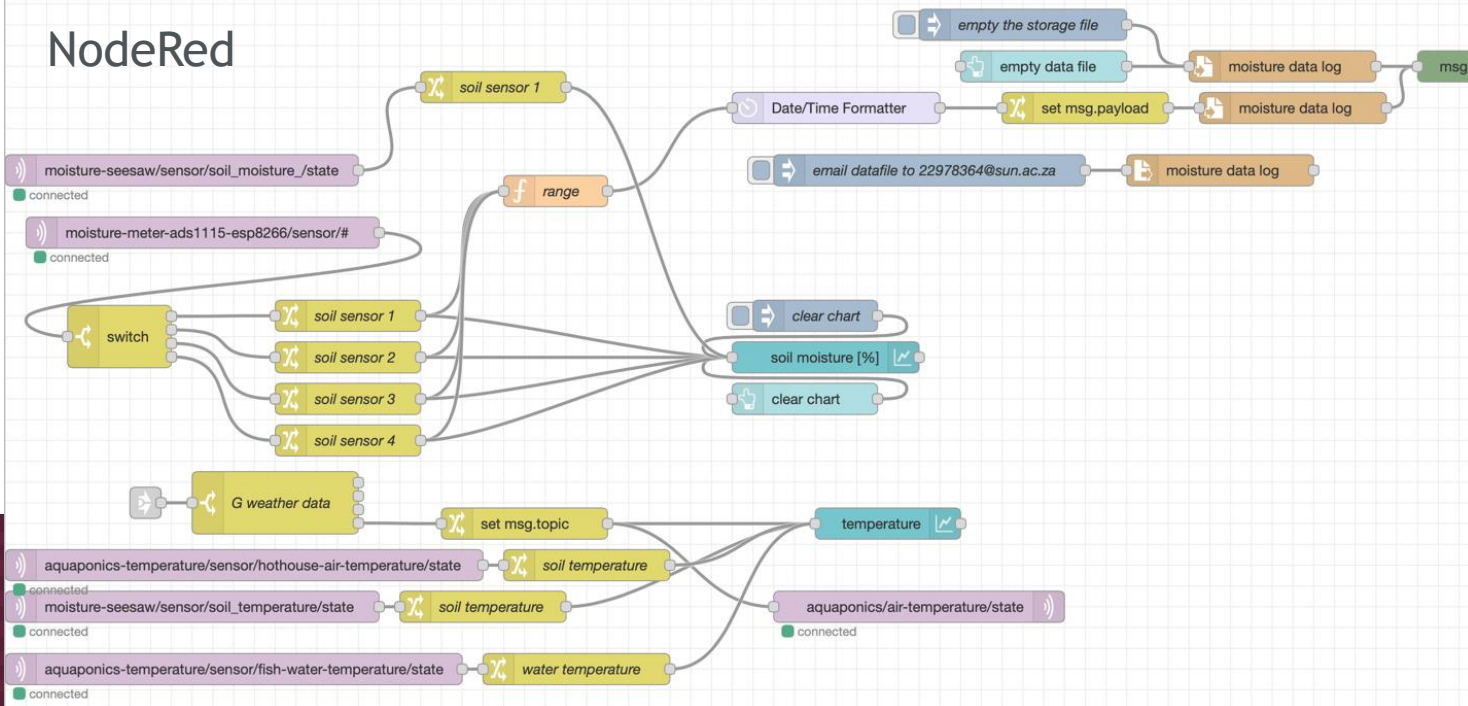 NodeRed
empty the storage file
empty data file
moisture data log
msg
soil sensor 1
Date/Time Formatter
set msg.payload
moisture data log
moisture-seesaw/sensor/soil_moisture_/state
connected
email datafile to 22978364@sun.ac.za
moisture data log
range
moisture-meter-ads1115-esp8266/sensor/#
connected
switch
soil sensor 1
soil sensor 2
soil sensor 3
soil sensor 4
clear chart
soil moisture [%]
clear chart
G weather data
set msg.topic
temperature
aquaponics-temperature/sensor/hothouse-air-temperature/state
connected
soil temperature
moisture-seesaw/sensor/soil_temperature/state
connected
soil temperature
aquaponics/air-temperature/state
connected
aquaponics-temperature/sensor/fish-water-temperature/state
connected
water temperature